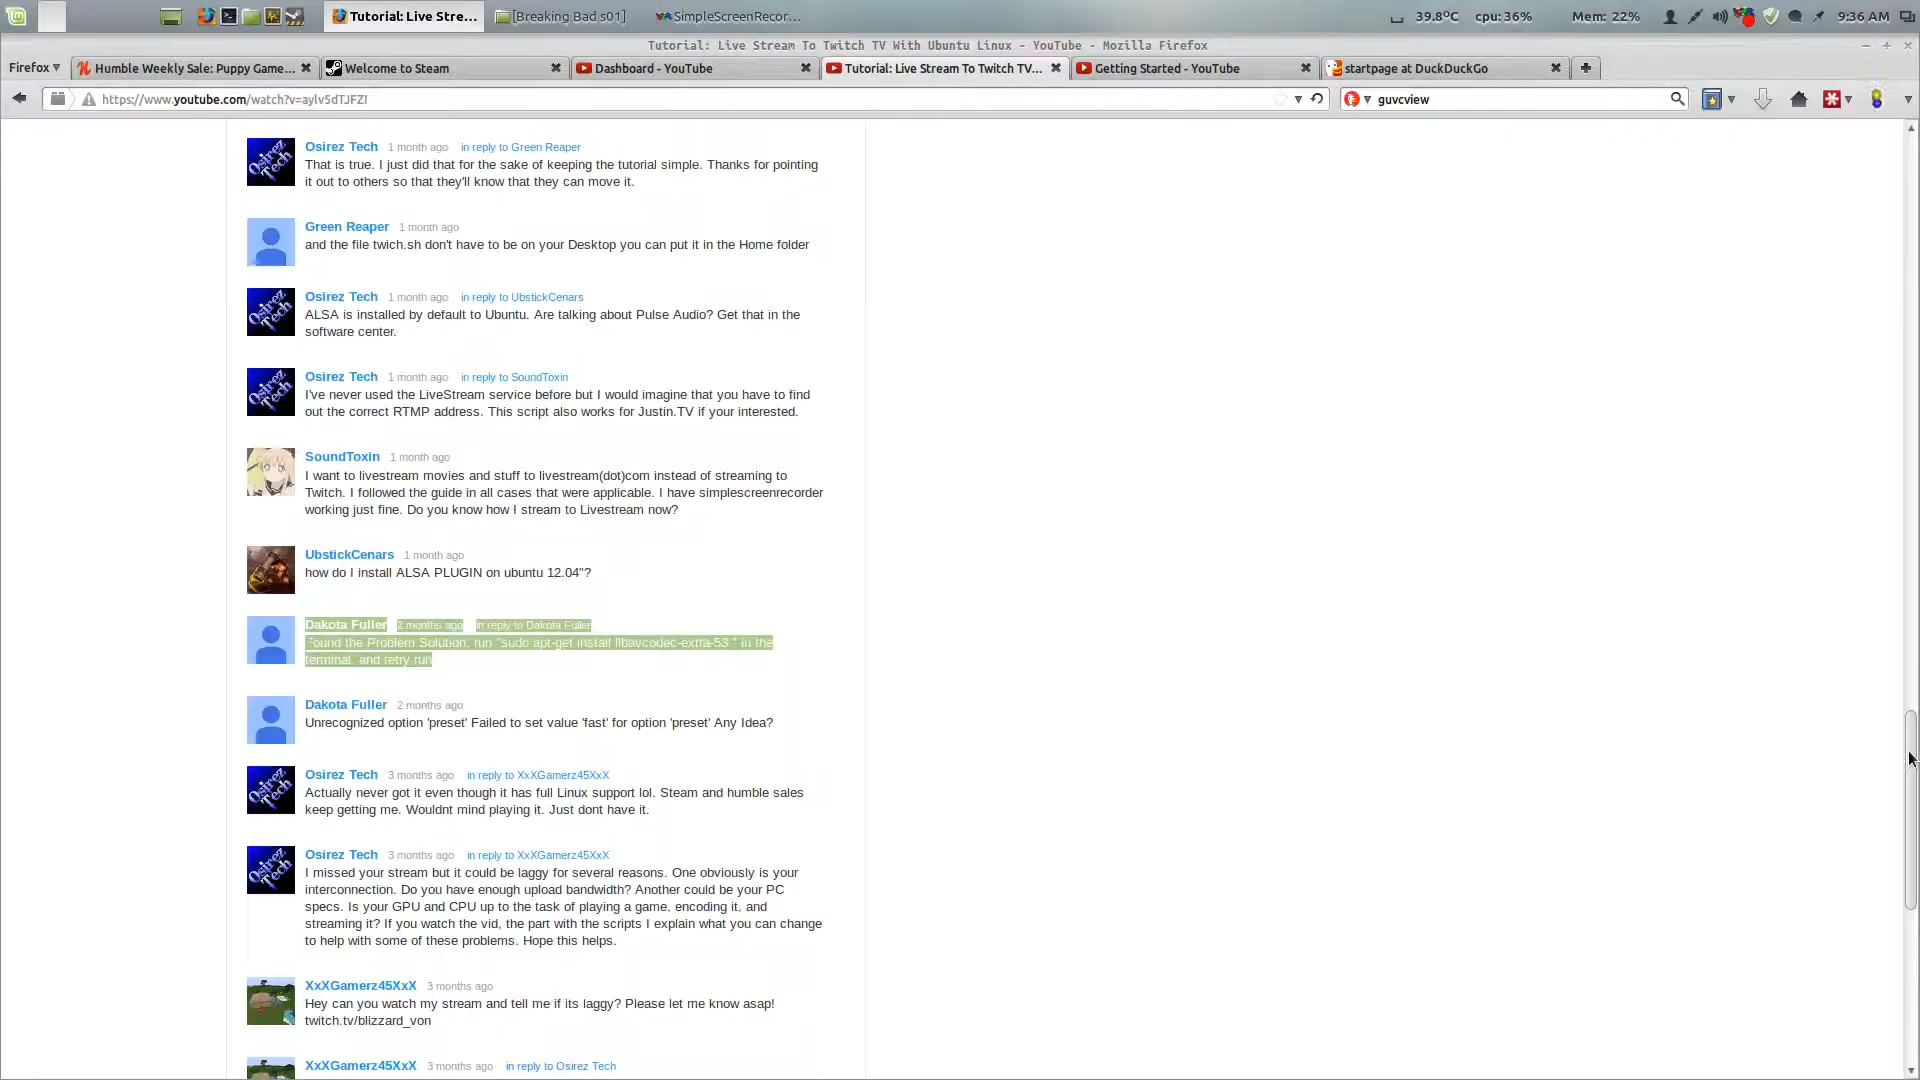 Tutorial: Live Stre...
[Breaking Bad s01]
SimpleScreenRecor...
39.8°C cpu: 36% Mem: 22% 9:36 AM
Tutorial: Live Stream To Twitch TV With Ubuntu Linux - YouTube - Mozilla Firefox
Firefox
Humble Weekly Sale: Puppy Game...
Welcome to Steam
Dashboard - YouTube
Tutorial: Live Stream To Twitch TV...
Getting Started - YouTube
startpage at DuckDuckGo
https://www.youtube.com/watch?v=aylv5dTJFZI
guvcview
Osirez Tech 1 month ago in reply to Green Reaper
That is true. I just did that for the sake of keeping the tutorial simple. Thanks for pointing
it out to others so that they'll know that they can move it.
Green Reaper 1 month ago
and the file twich.sh don't have to be on your Desktop you can put it in the Home folder
Osirez Tech 1 month ago in reply to UbstickCenars
ALSA is installed by default to Ubuntu. Are talking about Pulse Audio? Get that in the
software center.
Osirez Tech 1 month ago in reply to SoundToxin
I've never used the LiveStream service before but I would imagine that you have to find
out the correct RTMP address. This script also works for Justin.TV if your interested.
SoundToxin 1 month ago
I want to livestream movies and stuff to livestream(dot)com instead of streaming to
Twitch. I followed the guide in all cases that were applicable. I have simplescreenrecorder
working just fine. Do you know how I stream to Livestream now?
UbstickCenars 1 month ago
how do I install ALSA PLUGIN on ubuntu 12.04"?
Dakota Fuller 2 months ago in reply to Dakota Fuller
Found the Problem Solution: run "sudo apt-get install libavcodec-extra-53 " in the
terminal. and retry run
Dakota Fuller 2 months ago
Unrecognized option 'preset' Failed to set value 'fast' for option 'preset' Any Idea?
Osirez Tech 3 months ago in reply to XxXGamerz45XxX
Actually never got it even though it has full Linux support lol. Steam and humble sales
keep getting me. Wouldnt mind playing it. Just dont have it.
Osirez Tech 3 months ago in reply to XxXGamerz45XxX
I missed your stream but it could be laggy for several reasons. One obviously is your
interconnection. Do you have enough upload bandwidth? Another could be your PC
specs. Is your GPU and CPU up to the task of playing a game, encoding it, and
streaming it? If you watch the vid, the part with the scripts I explain what you can change
to help with some of these problems. Hope this helps.
XxXGamerz45XxX 3 months ago
Hey can you watch my stream and tell me if its laggy? Please let me know asap!
twitch.tv/blizzard_von
XxXGamerz45XxX 3 months ago in reply to Osirez Tech